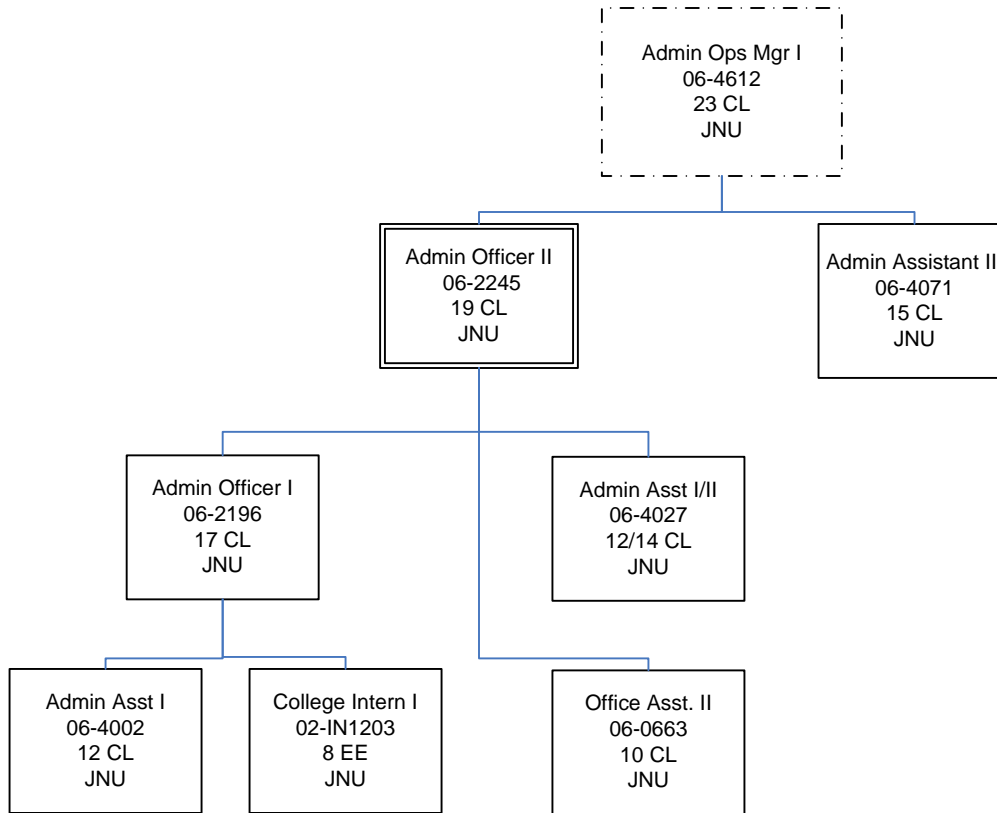 Admin Ops Mgr I
06-4612
23 CL
JNU
Admin Officer II
06-2245
19 CL
JNU
Admin Assistant II
06-4071
15 CL
JNU
Admin Officer I
06-2196
17 CL
JNU
Admin Asst I/II
06-4027
12/14 CL
JNU
Admin Asst I
06-4002
12 CL
JNU
College Intern I
02-IN1203
8 EE
JNU
Office Asst. II
06-0663
10 CL
JNU